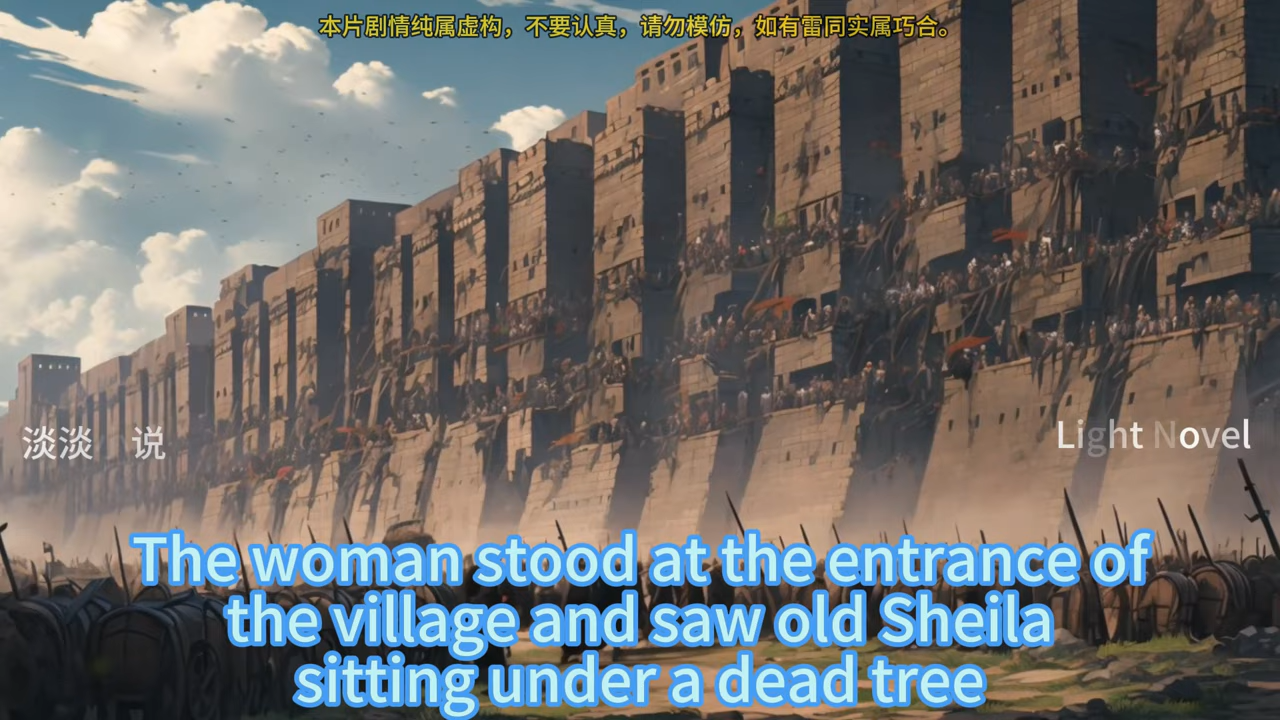 本片剧情纯属虚构，不要认真，请勿模仿，如有雷同实属巧合。
淡淡 说
Light Novel
The woman stood at the entrance of
the village and saw old Sheila
sitting under a dead tree